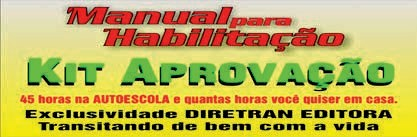 Manual para
Habilitação
KIT APROVAÇÃO
45 horas na AUTOESCOLA e quantas horas você quiser em casa.
Exclusividade DIRETRAN EDITORA
Transitando de bem com a vida